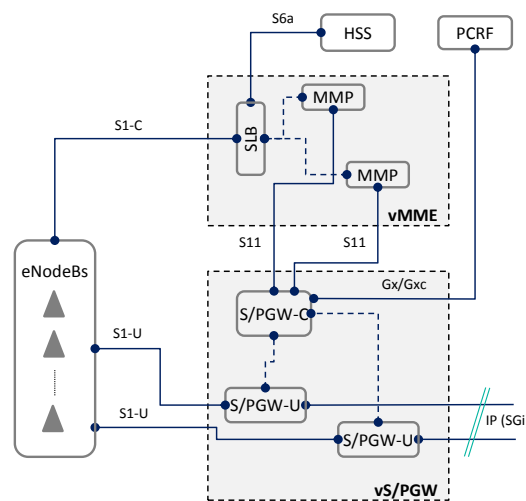 S6a
HSS
PCRF
MMP
S1-C
SLB
MMP
vMME
S11
S11
eNodeBs
Gx/Gxc
S/PGW-C
S1-U
S/PGW-U
S1-U
IP (SGi
S/PGW-U
vS/PGW